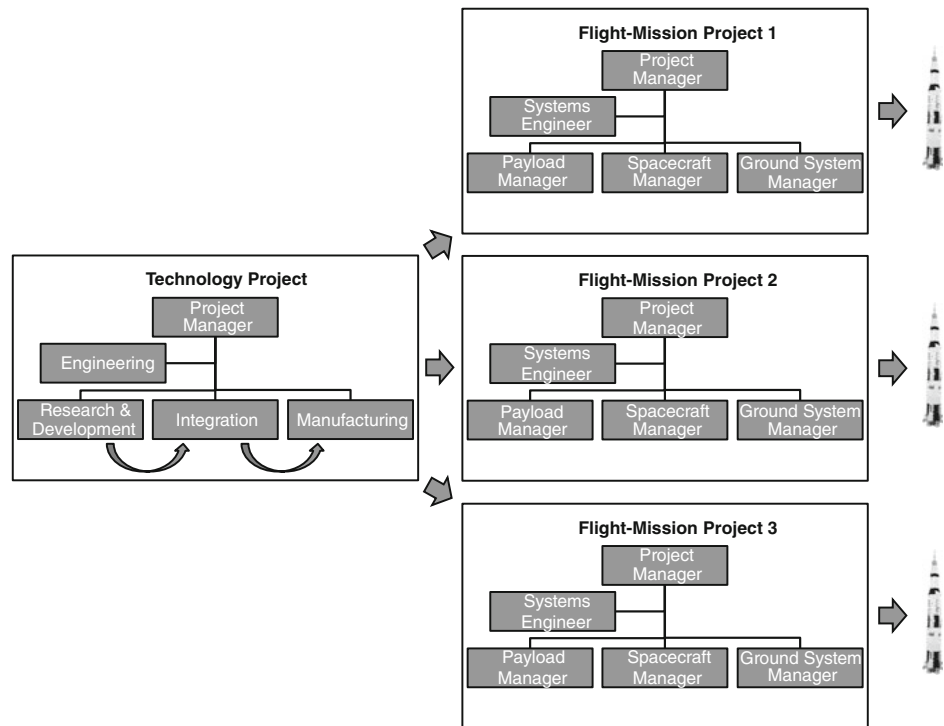 Flight-Mission Project 1
Project
Manager
Systems
Engineer
Payload
Manager
Spacecraft
Manager
Ground System
Manager
Technology Project
Project
Manager
Engineering
Research &
Development
Integration
Manufacturing
Flight-Mission Project 2
Project
Manager
Systems
Engineer
Payload
Manager
Spacecraft
Manager
Ground System
Manager
Flight-Mission Project 3
Project
Manager
Systems
Engineer
Payload
Manager
Spacecraft
Manager
Ground System
Manager